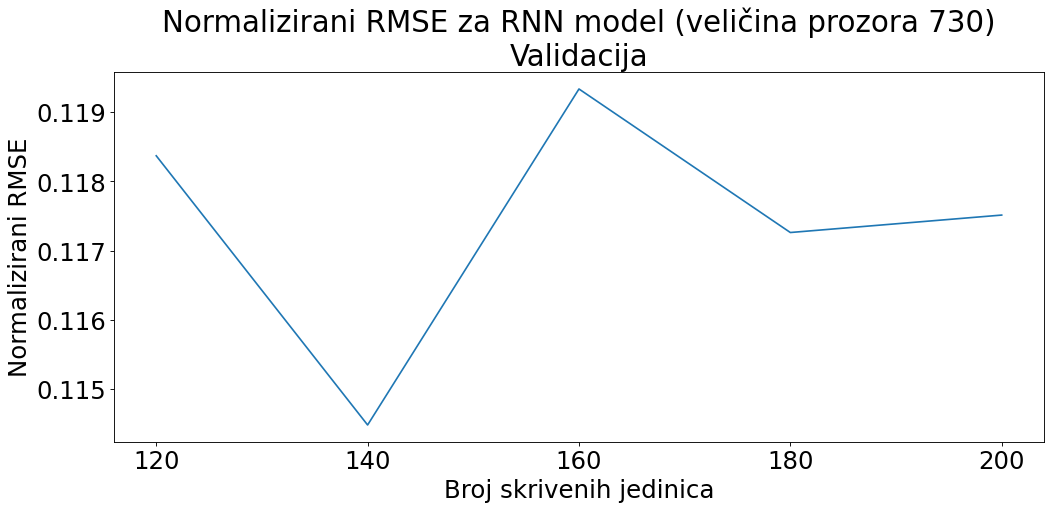 Normalizirani RMSE za RNN model (veličina prozora 730)
Validacija
Normalizirani RMSE
0.119
0.118
0.117
0.116
0.115
120 140 160 180 200
Broj skrivenih jedinica